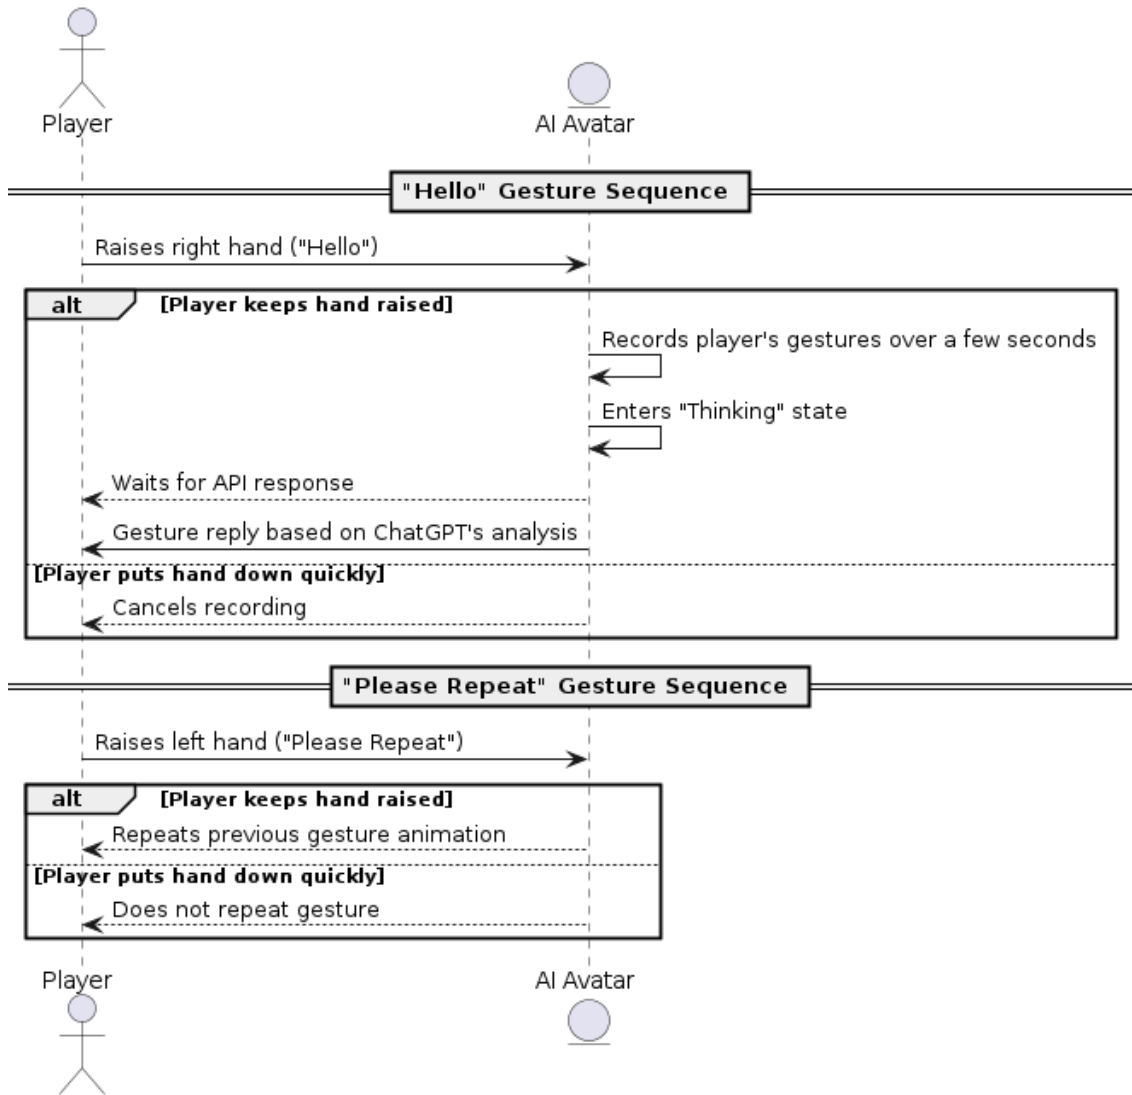 Player
AI Avatar
"Hello" Gesture Sequence
Raises right hand ("Hello")
alt [Player keeps hand raised]
Records player's gestures over a few seconds
Enters "Thinking" state
Waits for API response
Gesture reply based on ChatGPT's analysis
[Player puts hand down quickly]
Cancels recording
"Please Repeat" Gesture Sequence
Raises left hand ("Please Repeat")
alt [Player keeps hand raised]
Repeats previous gesture animation
[Player puts hand down quickly]
Does not repeat gesture
Player
AI Avatar